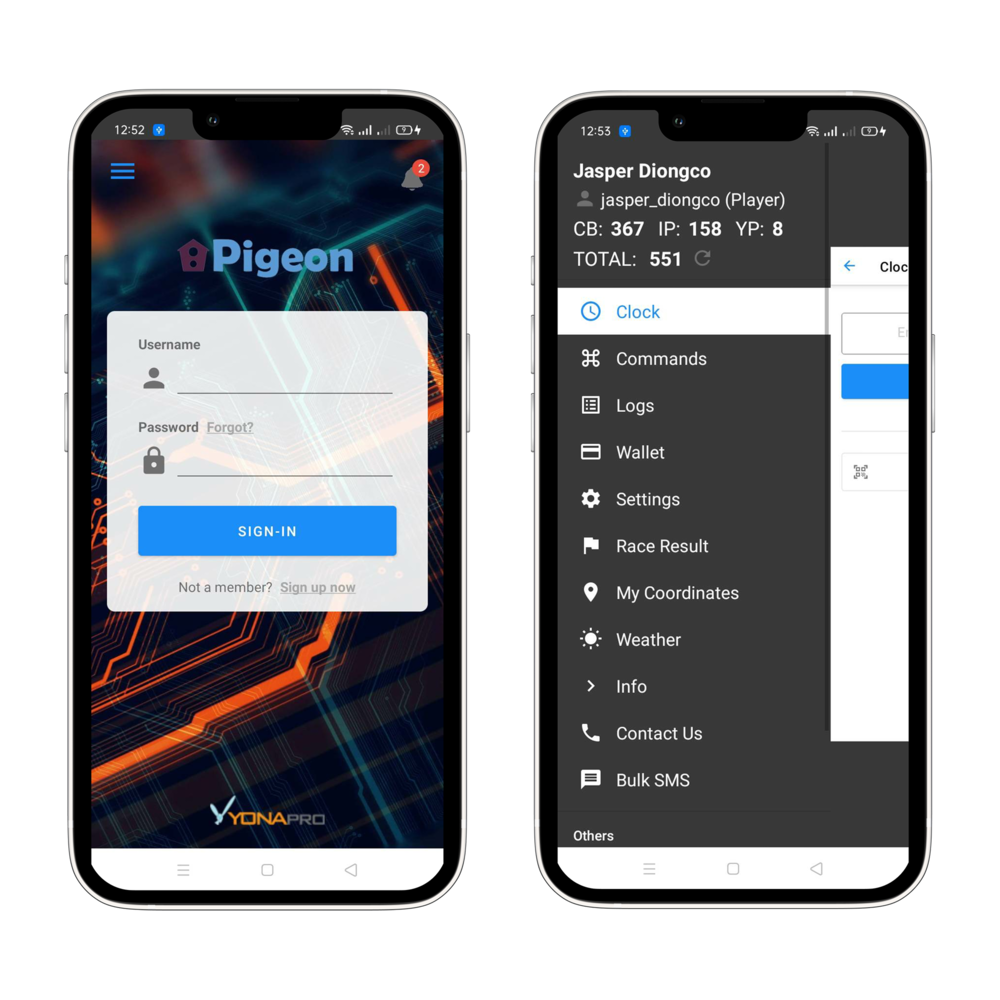 12:52
2
Pigeon
Username
Password Forgot?
SIGN-IN
Not a member? Sign up now
YONAPRO
12:53
Jasper Diongco
jasper_diongco (Player)
CB: 367 IP: 158 YP: 8
TOTAL: 551
Clock
Commands
Logs
Wallet
Settings
Race Result
My Coordinates
Weather
Info
Contact Us
Bulk SMS
Others
Cloc